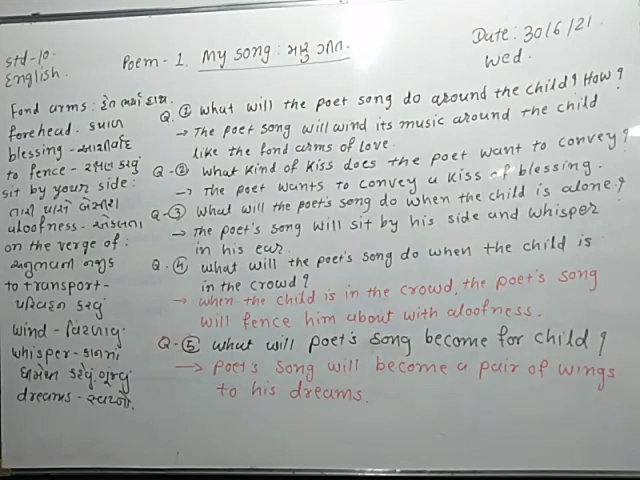 Std-10.
English.
Poem-1. My song: મારું ગીત.
Date: 30/6/21
Wed.
Fond arms:
forehead. કપાળ
blessing - આશીર્વાદ
to fence - રક્ષણ કરવું
sit by your side:
તારી પાસે બેસીશ
aloofness - એકલતા
on the verge of:
to transport -
પરિવહન કરવું
wind - વિંટાળવું
whisper - કાનમાં
dreams - સ્વપ્નો.
Q. ① what will the poet song do around the child? How?
→ The poet song will wind its music around the child
like the fond arms of love.
Q-② what kind of kiss does the poet want to convey?
→ The poet wants to convey a kiss of blessing.
Q-③ what will the poet's song do when the child is alone?
→ The poet's song will sit by his side and whisper
in his ear.
Q. ④ what will the poet's song do when the child is
in the crowd?
→ when the child is in the crowd, the poet's song
will fence him about with aloofness.
Q-⑤ what will poet's song become for child?
→ poet's song will become a pair of wings
to his dreams.